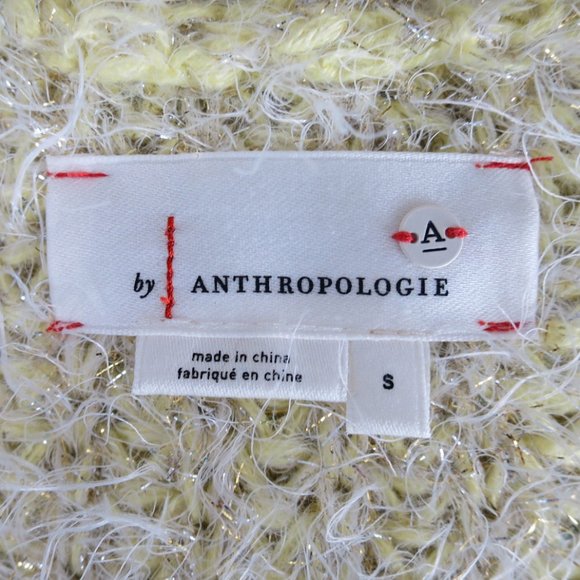 A
by ANTHROPOLOGIE
made in china
fabriqué en chine
S